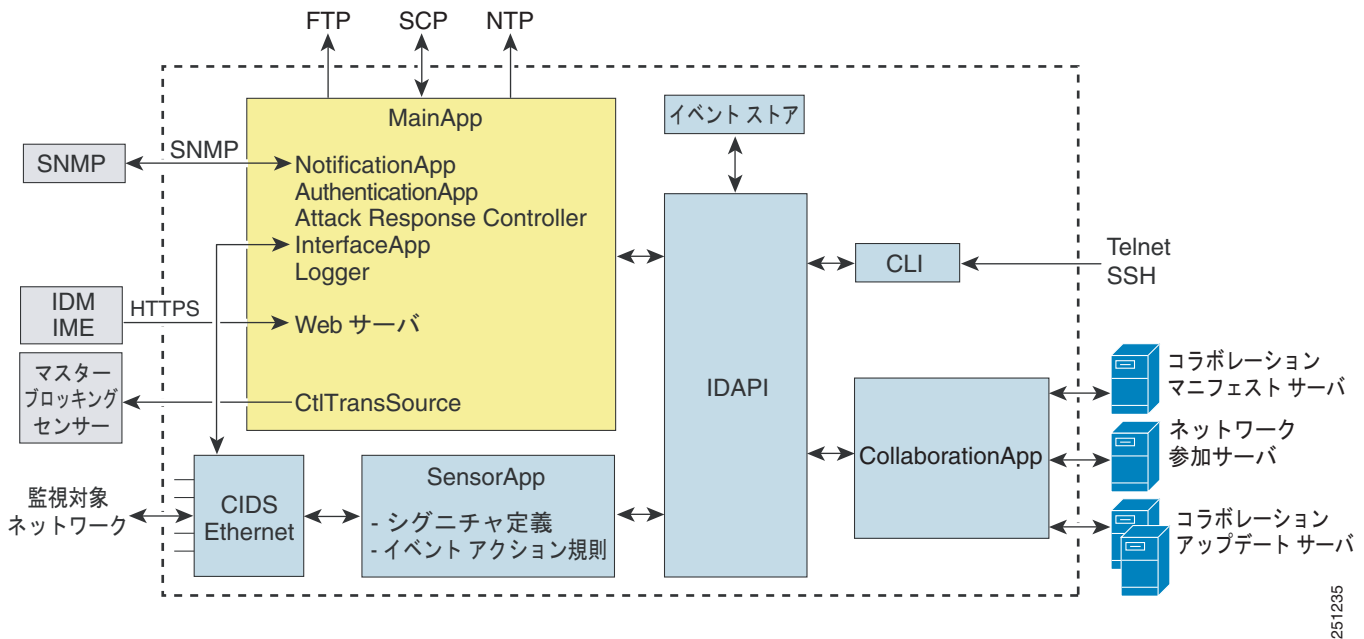 FTP
SCP
NTP
MainApp
イベント ストア
SNMP
SNMP
NotificationApp
AuthenticationApp
Attack Response Controller
InterfaceApp
Logger
CLI
Telnet
SSH
IDM
IME
HTTPS
Web サーバ
マスター
ブロッキング
センサー
CtlTransSource
IDAPI
コラボレーション
マニフェスト サーバ
CollaborationApp
ネットワーク
参加サーバ
監視対象
ネットワーク
CIDS
Ethernet
SensorApp
- シグニチャ定義
- イベント アクション規則
コラボレーション
アップデート サーバ
251235